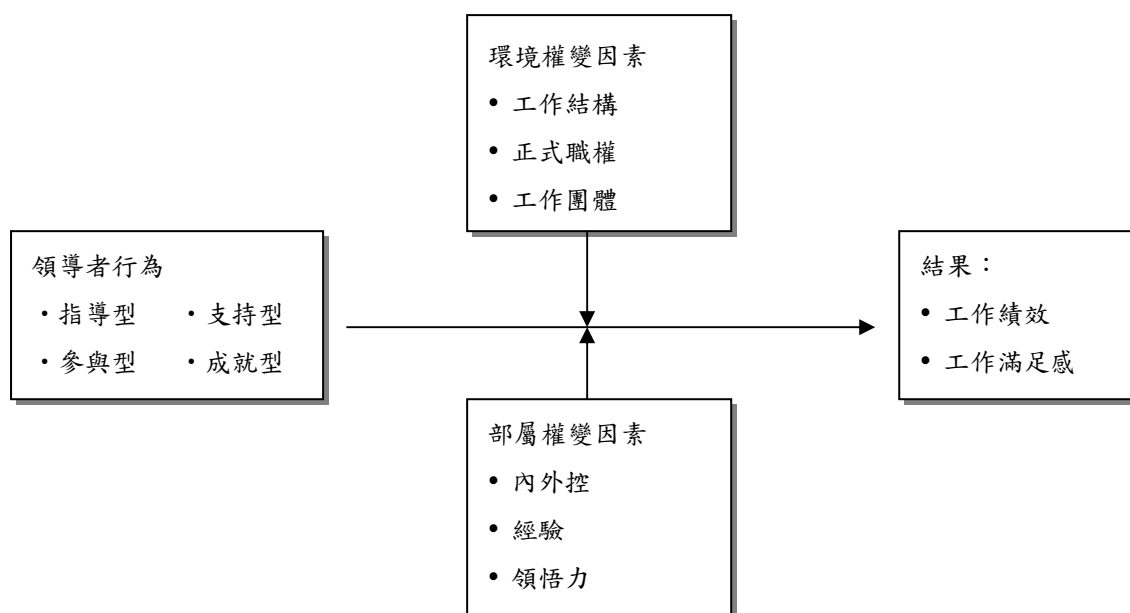 環境權變因素
• 工作結構
• 正式職權
• 工作團體
領導者行為
・指導型 ・支持型
・參與型 ・成就型
結果：
• 工作績效
• 工作滿足感
部屬權變因素
• 內外控
• 經驗
• 領悟力